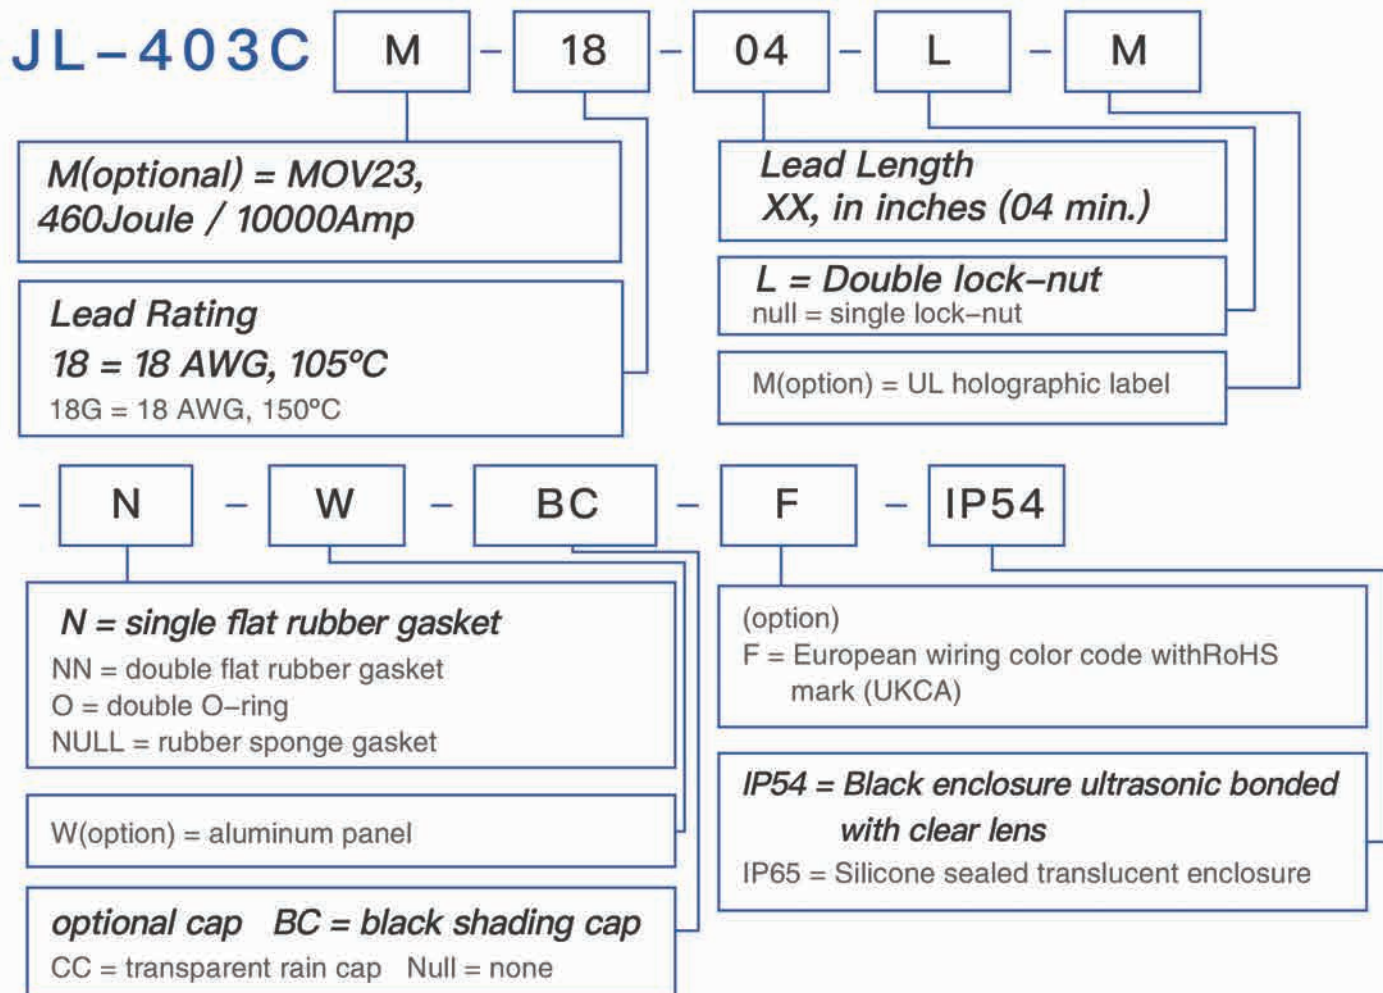 JL-403C M - 18 - 04 - L - M
M(optional) = MOV23,
460Joule / 10000Amp
Lead Rating
18 = 18 AWG, 105ºC
18G = 18 AWG, 150ºC
Lead Length
XX, in inches (04 min.)
L = Double lock-nut
null = single lock-nut
M(option) = UL holographic label
- N - W - BC - F - IP54
N = single flat rubber gasket
NN = double flat rubber gasket
O = double O-ring
NULL = rubber sponge gasket
W(option) = aluminum panel
optional cap BC = black shading cap
CC = transparent rain cap Null = none
(option)
F = European wiring color code withRoHS
mark (UKCA)
IP54 = Black enclosure ultrasonic bonded
with clear lens
IP65 = Silicone sealed translucent enclosure